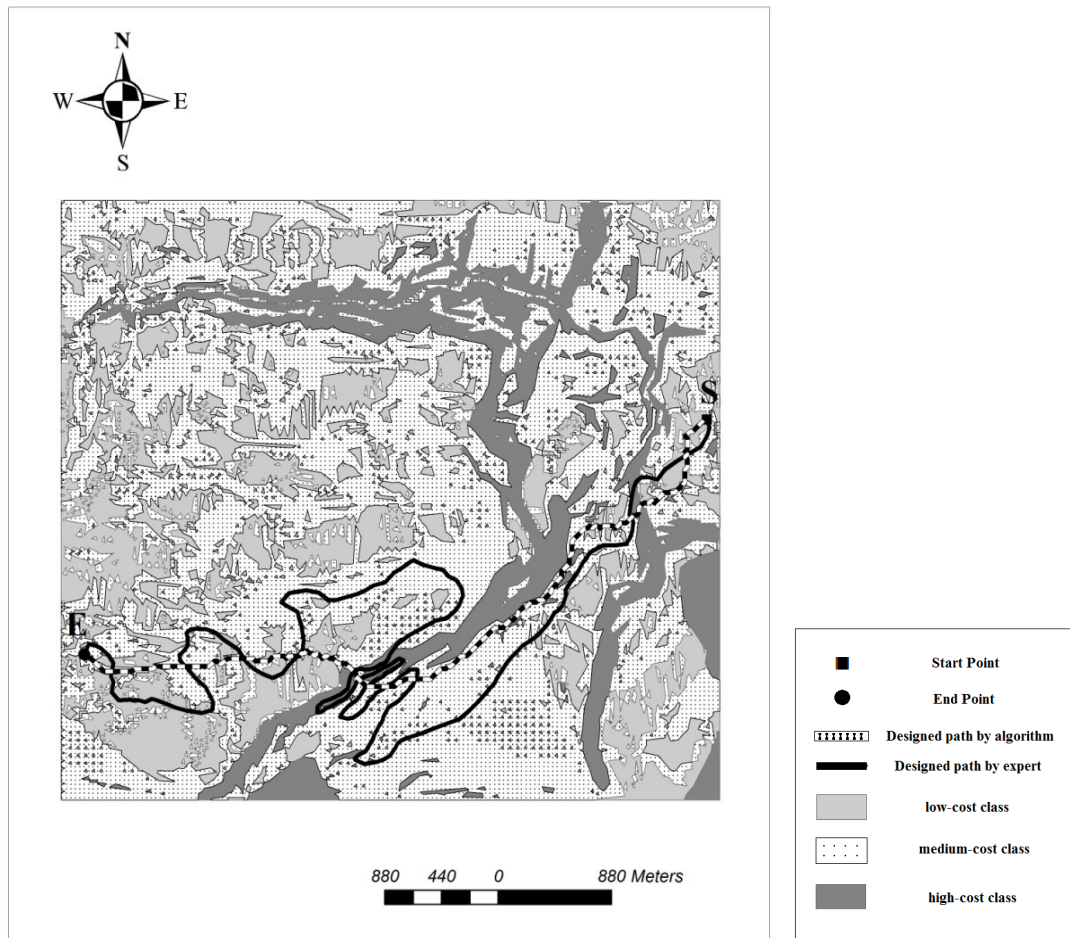 N
W E
S
S
E
880 440 0 880 Meters
Start Point
End Point
Designed path by algorithm
Designed path by expert
low-cost class
medium-cost class
high-cost class